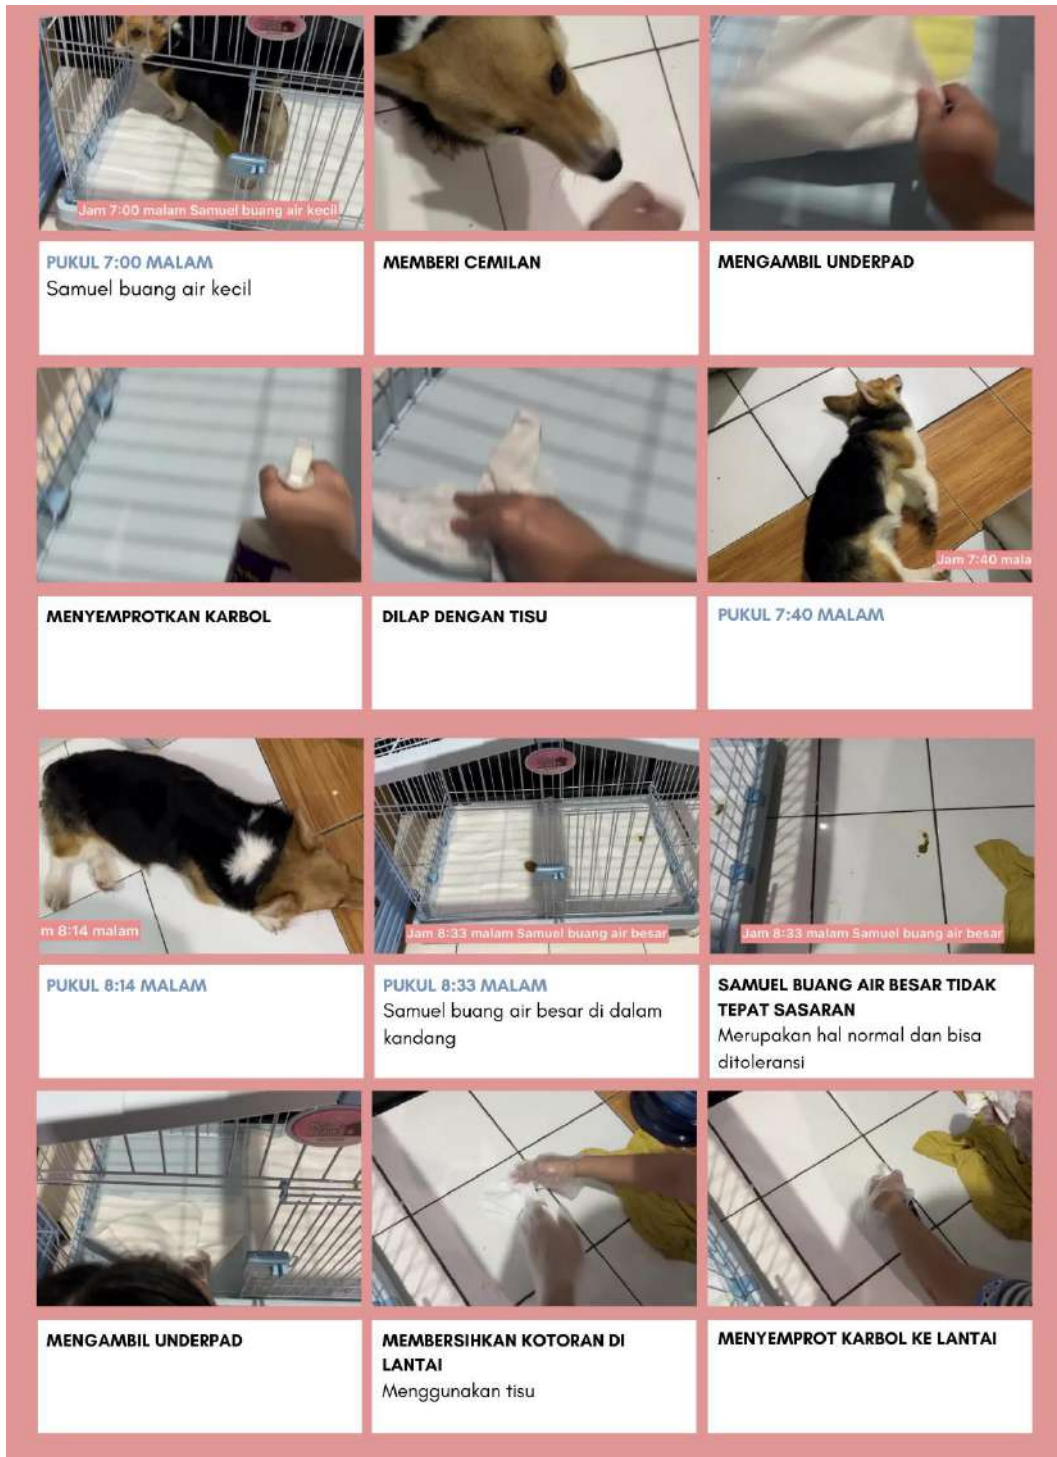 Jam 7:00 malam Samuel buang air kecil
PUKUL 7:00 MALAM
Samuel buang air kecil
MEMBERI CEMILAN
MENGAMBIL UNDERPAD
MENYEMPROTKAN KARBOL
DILAP DENGAN TISU
Jam 7:40 mala
PUKUL 7:40 MALAM
m 8:14 malam
PUKUL 8:14 MALAM
Jam 8:33 malam Samuel buang air besar
PUKUL 8:33 MALAM
Samuel buang air besar di dalam
kandang
Jam 8:33 malam Samuel buang air besar
SAMUEL BUANG AIR BESAR TIDAK
TEPAT SASARAN
Merupakan hal normal dan bisa
ditoleransi
MENGAMBIL UNDERPAD
MEMBERSIHKAN KOTORAN DI
LANTAI
Menggunakan tisu
MENYEMPROT KARBOL KE LANTAI